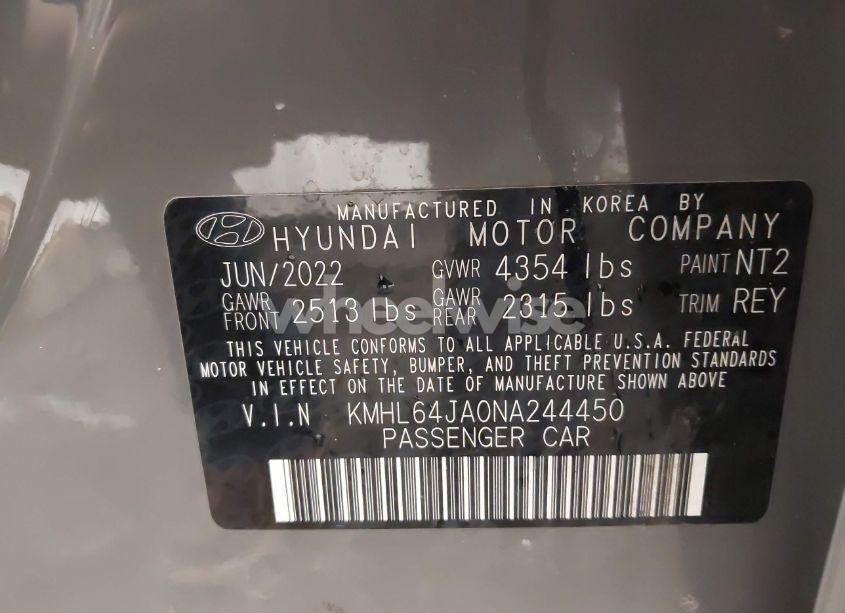 MANUFACTURED IN KOREA BY
HYUNDAI MOTOR COMPANY
JUN/2022 GVWR 4354 lbs PAINT NT2
GAWR FRONT 2513 lbs GAWR REAR 2315 lbs TRIM REY
THIS VEHICLE CONFORMS TO ALL APPLICABLE U.S.A. FEDERAL
MOTOR VEHICLE SAFETY, BUMPER, AND THEFT PREVENTION STANDARDS
IN EFFECT ON THE DATE OF MANUFACTURE SHOWN ABOVE
V.I.N KMHL64JA0NA244450
PASSENGER CAR
wheelwise